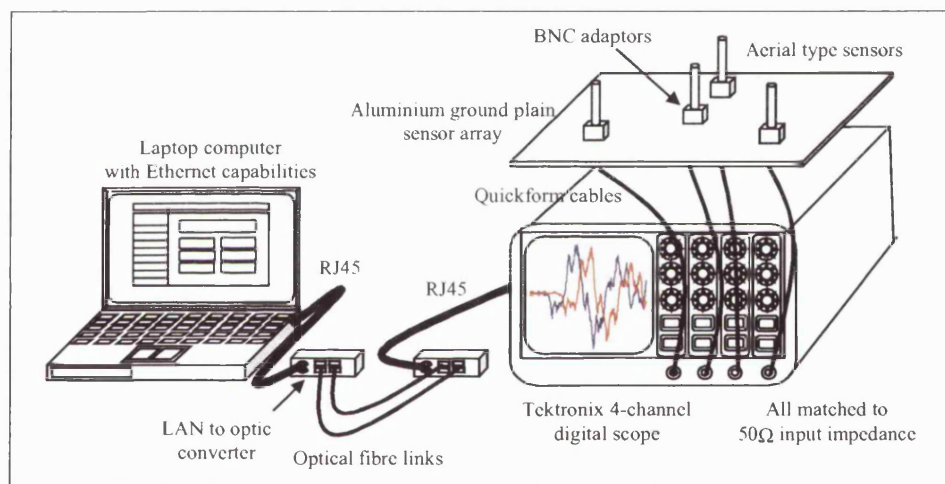 BNC adaptors
Aerial type sensors
Aluminium ground plain
sensor array
Laptop computer
with Ethernet capabilities
Quickform cables
RJ45
RJ45
LAN to optic
converter
Optical fibre links
Tektronix 4-channel
digital scope
All matched to
50Ω input impedance